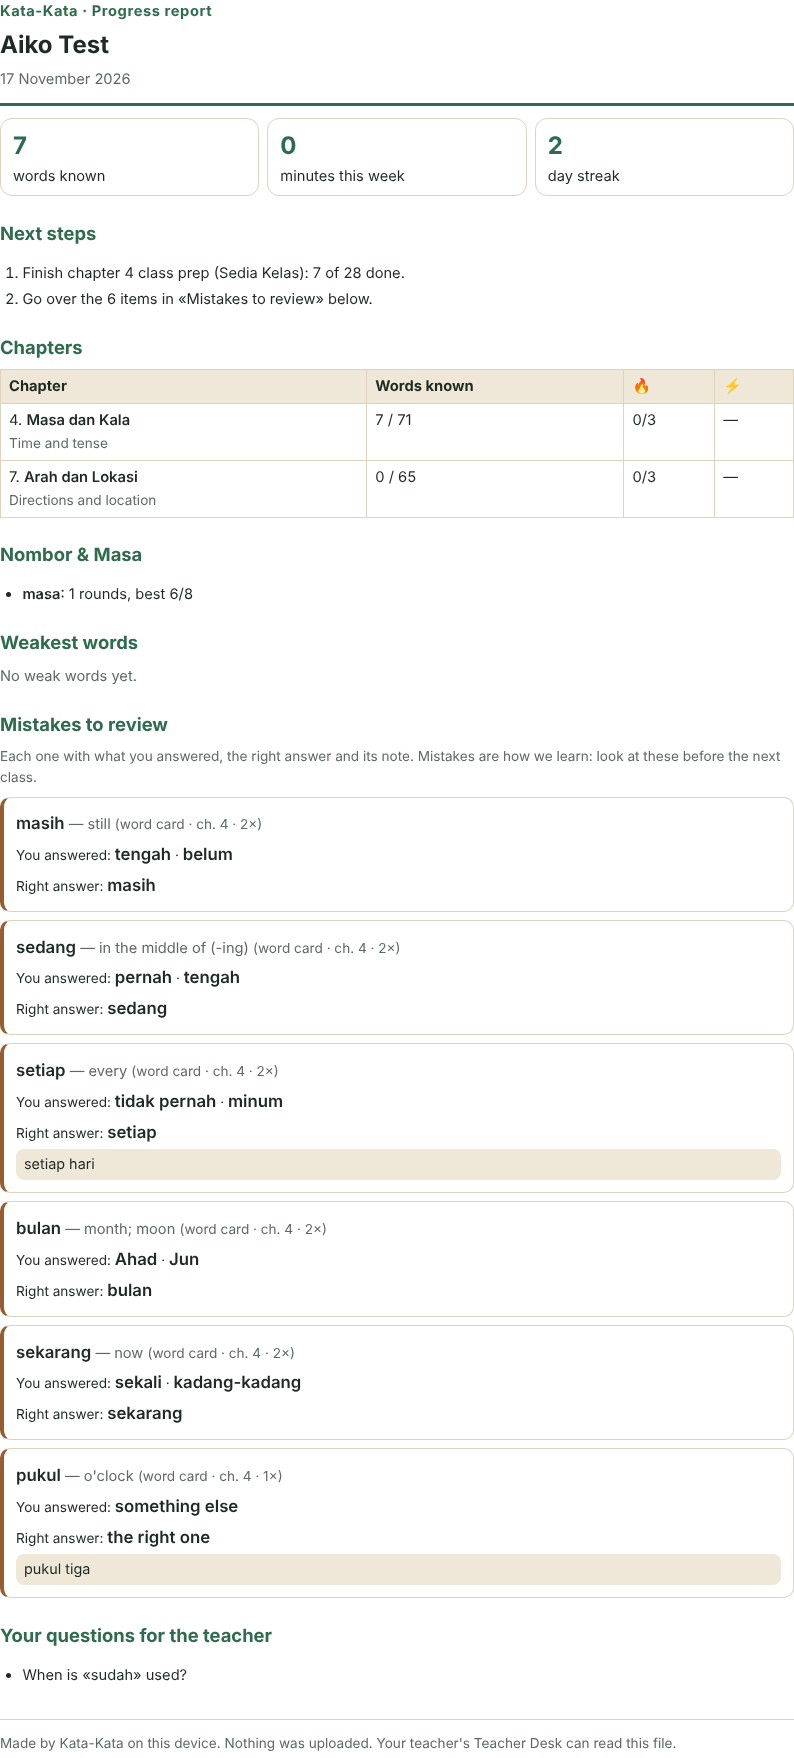 Kata-Kata · Progress report
Aiko Test
17 November 2026
7
words known
0
minutes this week
2
day streak
Next steps
1. Finish chapter 4 class prep (Sedia Kelas): 7 of 28 done.
2. Go over the 6 items in «Mistakes to review» below.
Chapters
Chapter Words known 🔥 ⚡
4. Masa dan Kala 7 / 71 0/3 —
Time and tense
7. Arah dan Lokasi 0 / 65 0/3 —
Directions and location
Nombor & Masa
• masa: 1 rounds, best 6/8
Weakest words
No weak words yet.
Mistakes to review
Each one with what you answered, the right answer and its note. Mistakes are how we learn: look at these before the next
class.
masih — still (word card · ch. 4 · 2×)
You answered: tengah · belum
Right answer: masih
sedang — in the middle of (-ing) (word card · ch. 4 · 2×)
You answered: pernah · tengah
Right answer: sedang
setiap — every (word card · ch. 4 · 2×)
You answered: tidak pernah · minum
Right answer: setiap
setiap hari
bulan — month; moon (word card · ch. 4 · 2×)
You answered: Ahad · Jun
Right answer: bulan
sekarang — now (word card · ch. 4 · 2×)
You answered: sekali · kadang-kadang
Right answer: sekarang
pukul — o'clock (word card · ch. 4 · 1×)
You answered: something else
Right answer: the right one
pukul tiga
Your questions for the teacher
• When is «sudah» used?
Made by Kata-Kata on this device. Nothing was uploaded. Your teacher's Teacher Desk can read this file.